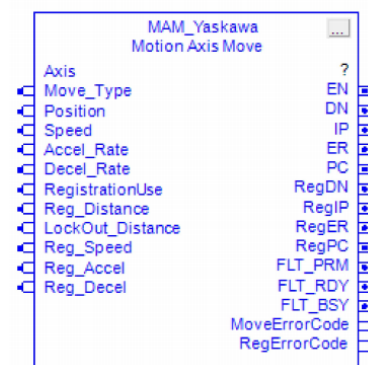 MAM_Yaskawa ...
Motion Axis Move
Axis ?
Move_Type EN
Position DN
Speed IP
Accel_Rate ER
Decel_Rate PC
RegistrationUse RegDN
Reg_Distance RegIP
LockOut_Distance RegER
Reg_Speed RegPC
Reg_Accel FLT_PRM
Reg_Decel FLT_RDY
FLT_BSY
MoveErrorCode
RegErrorCode